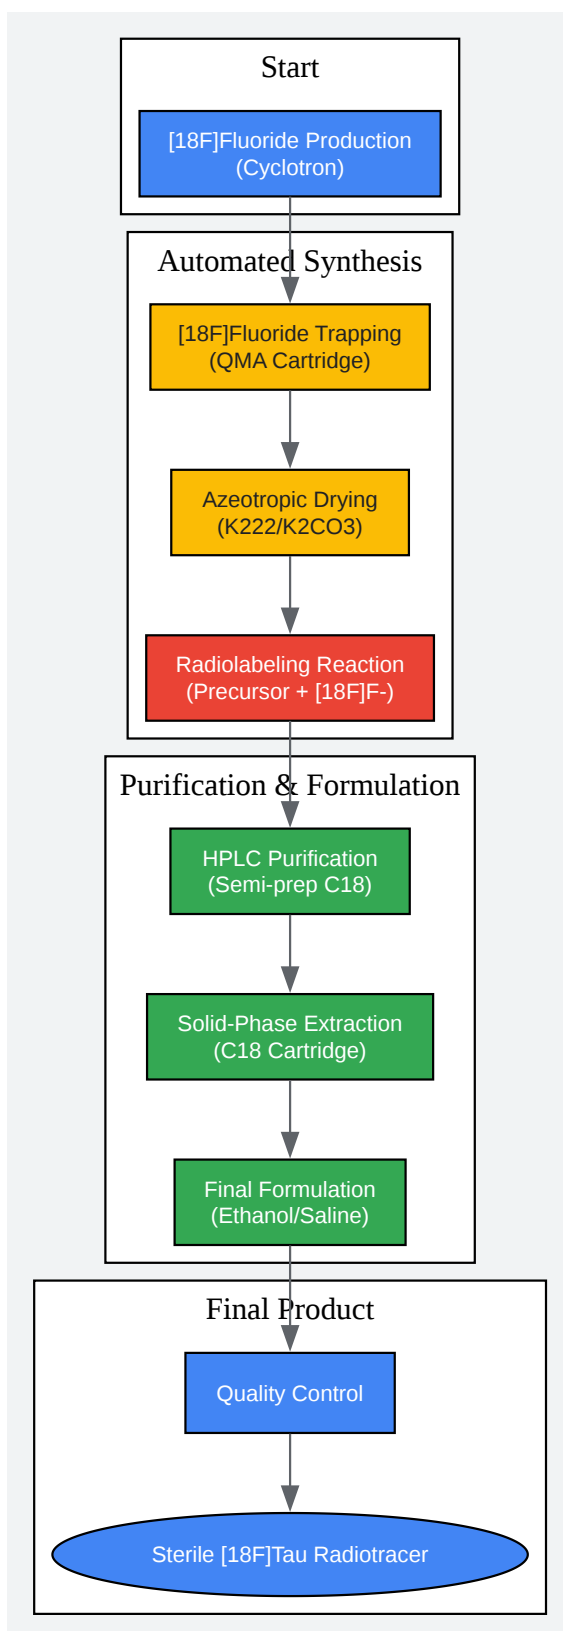 Start
[18F]Fluoride Production
(Cyclotron)
Automated Synthesis
[18F]Fluoride Trapping
(QMA Cartridge)
Azeotropic Drying
(K222/K2CO3)
Radiolabeling Reaction
(Precursor + [18F]F-)
Purification & Formulation
HPLC Purification
(Semi-prep C18)
Solid-Phase Extraction
(C18 Cartridge)
Final Formulation
(Ethanol/Saline)
Final Product
Quality Control
Sterile [18F]Tau Radiotracer